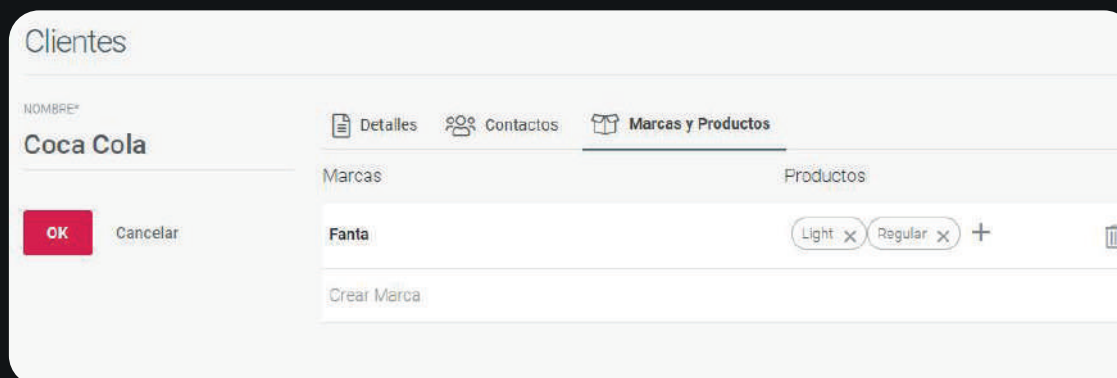 Clientes
NOMBRE*
Coca Cola
OK Cancelar
Detalles Contactos Marcas y Productos
Marcas Productos
Fanta Light Regular
Crear Marca